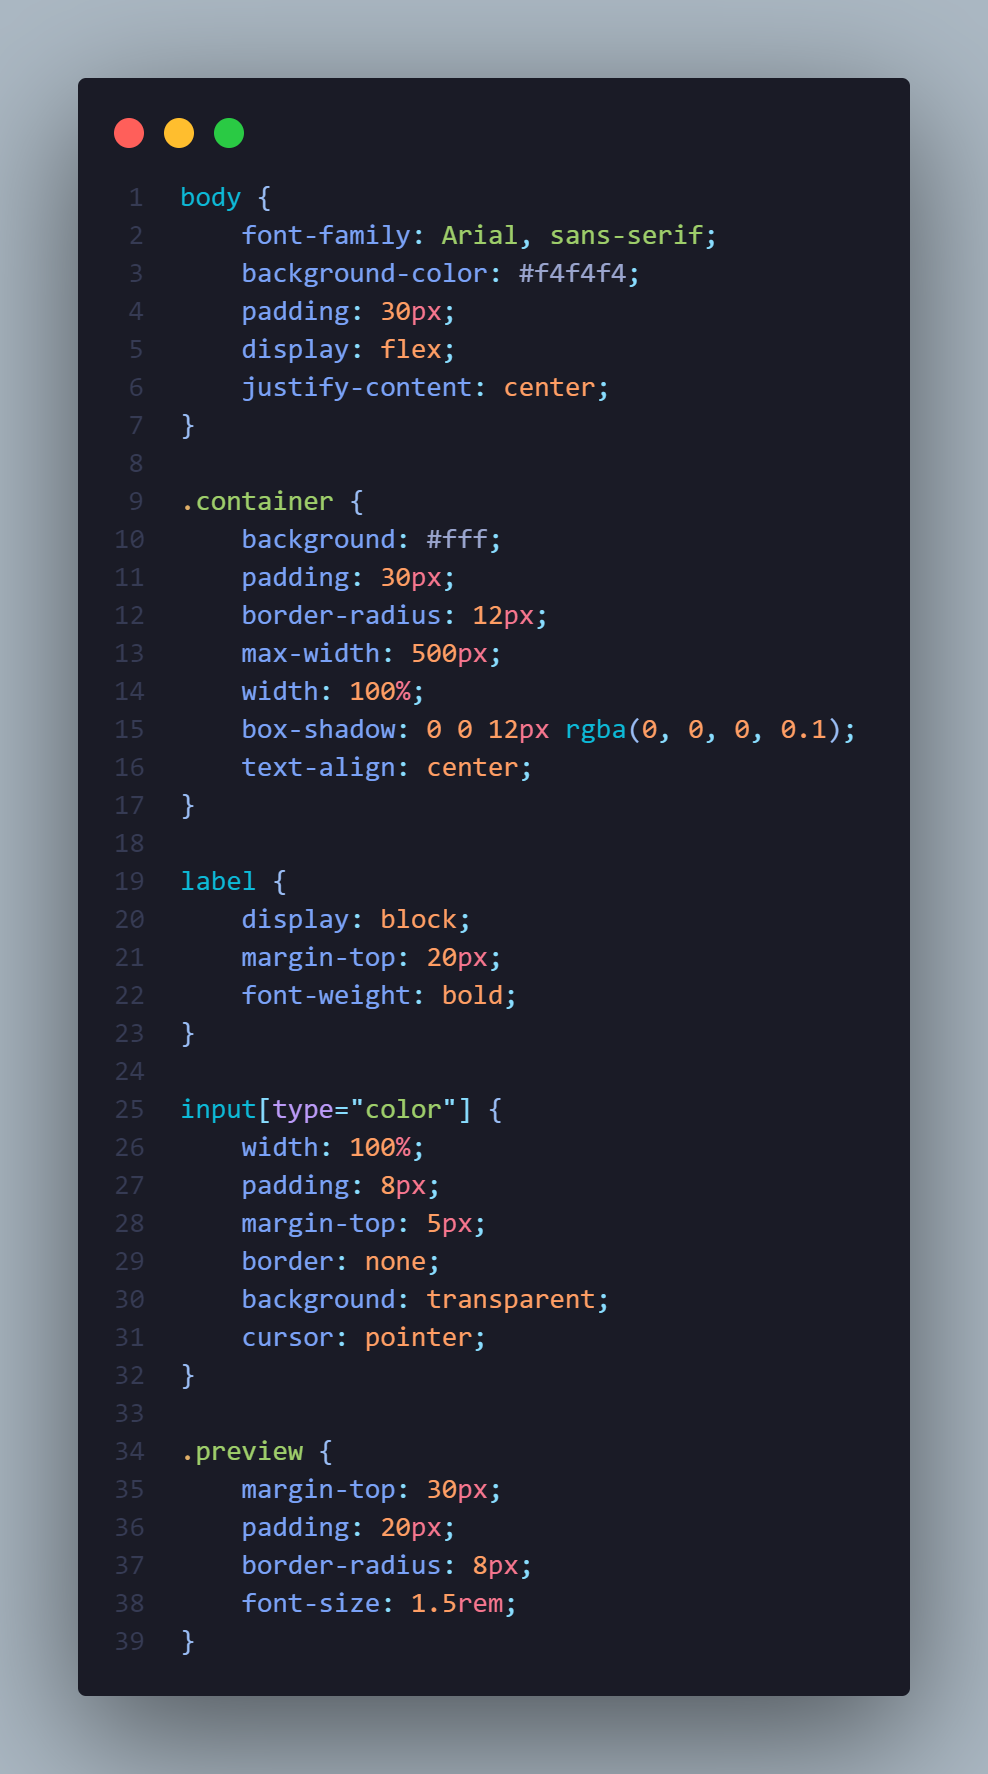 1 body {
2     font-family: Arial, sans-serif;
3     background-color: #f4f4f4;
4     padding: 30px;
5     display: flex;
6     justify-content: center;
7 }
8
9 .container {
10     background: #fff;
11     padding: 30px;
12     border-radius: 12px;
13     max-width: 500px;
14     width: 100%;
15     box-shadow: 0 0 12px rgba(0, 0, 0, 0.1);
16     text-align: center;
17 }
18
19 label {
20     display: block;
21     margin-top: 20px;
22     font-weight: bold;
23 }
24
25 input[type="color"] {
26     width: 100%;
27     padding: 8px;
28     margin-top: 5px;
29     border: none;
30     background: transparent;
31     cursor: pointer;
32 }
33
34 .preview {
35     margin-top: 30px;
36     padding: 20px;
37     border-radius: 8px;
38     font-size: 1.5rem;
39 }